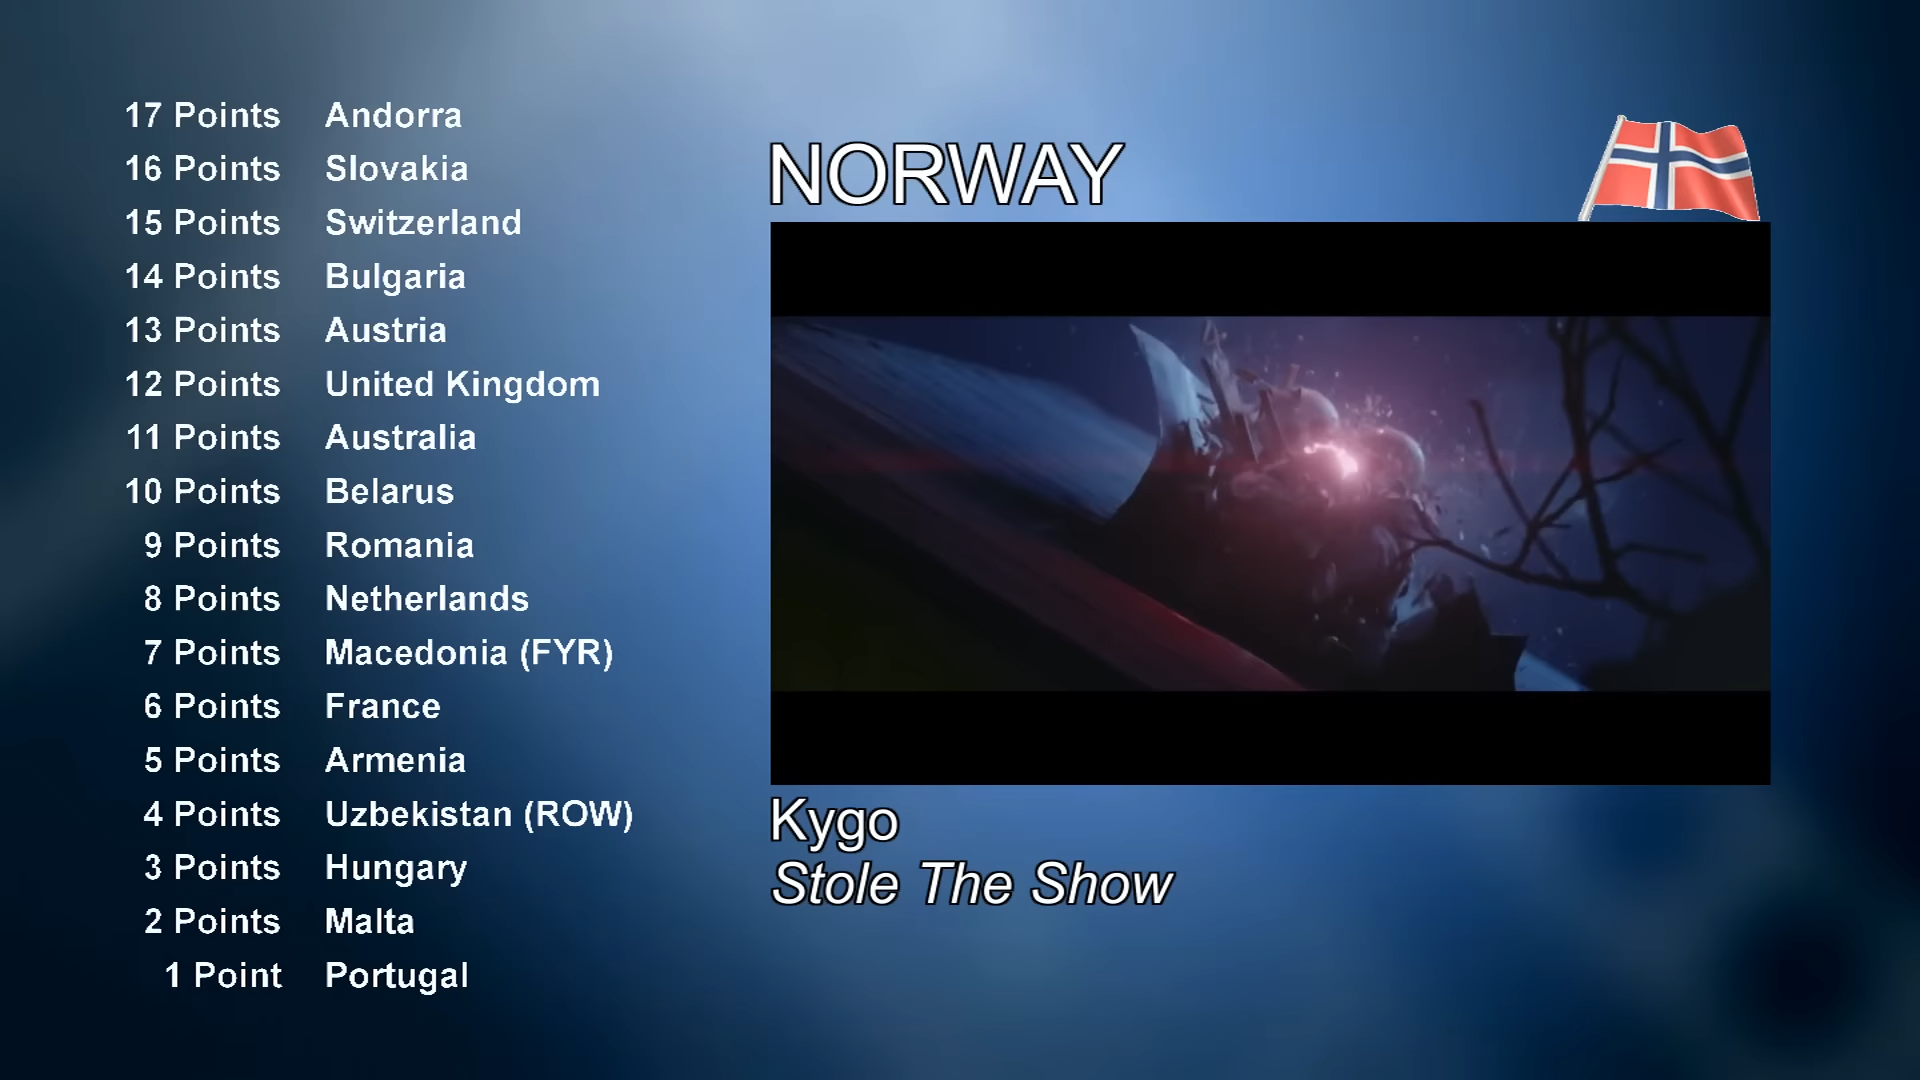 17 Points Andorra
16 Points Slovakia
15 Points Switzerland
14 Points Bulgaria
13 Points Austria
12 Points United Kingdom
11 Points Australia
10 Points Belarus
9 Points Romania
8 Points Netherlands
7 Points Macedonia (FYR)
6 Points France
5 Points Armenia
4 Points Uzbekistan (ROW)
3 Points Hungary
2 Points Malta
1 Point Portugal
NORWAY
Kygo
Stole The Show